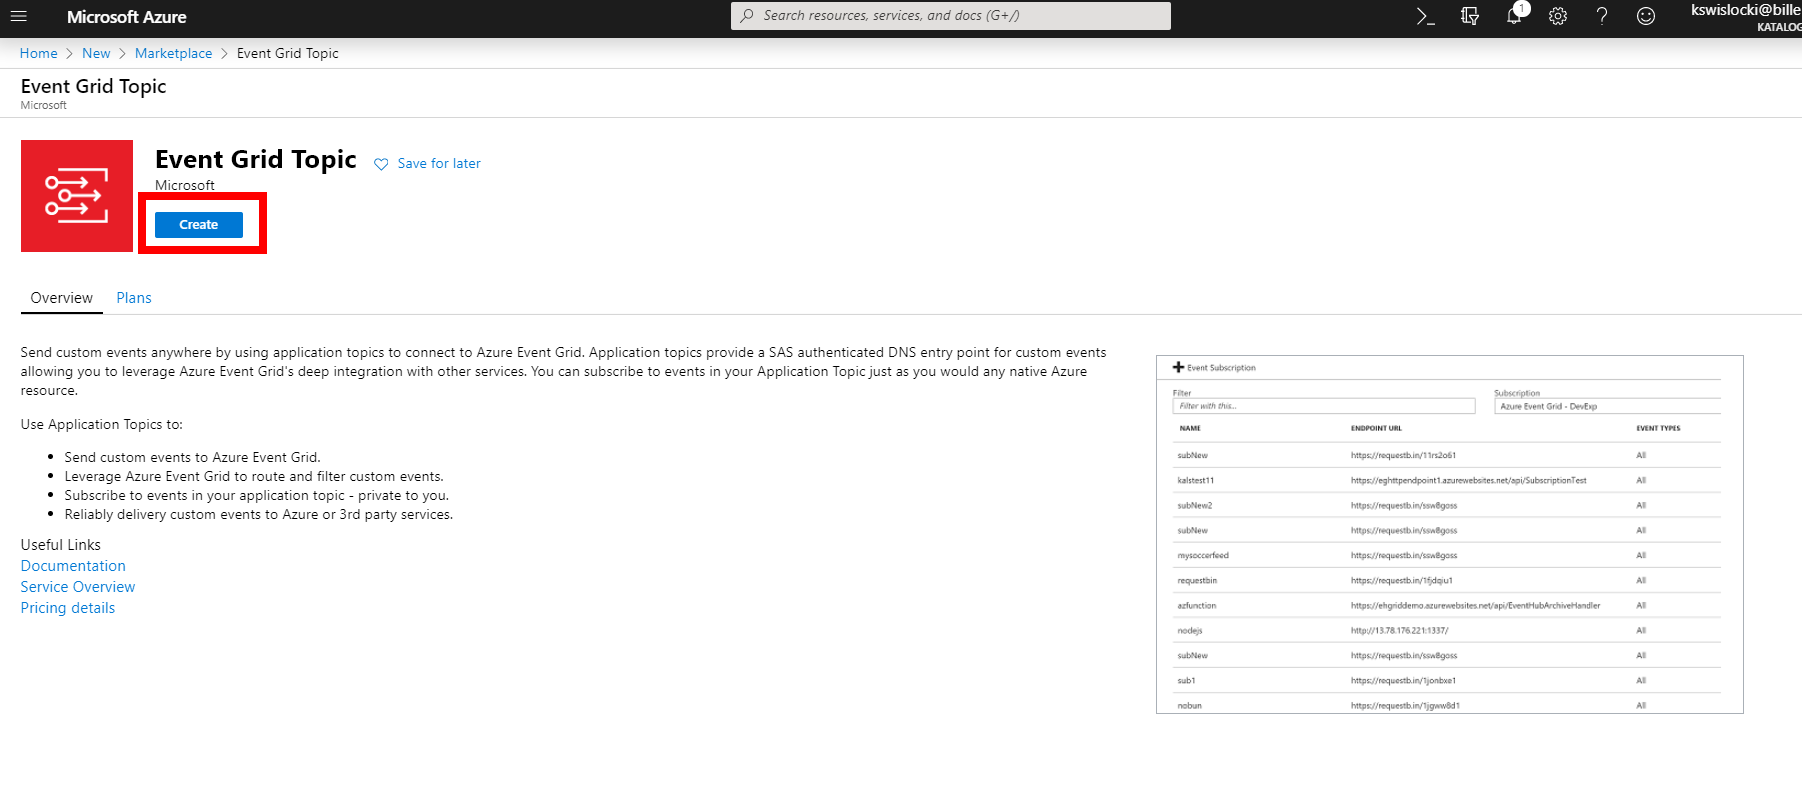 Microsoft Azure
Search resources, services, and docs (G+/)
1
kswislocki@bille
KATALOG
Home > New > Marketplace > Event Grid Topic
Event Grid Topic
Microsoft
Event Grid Topic
Save for later
Microsoft
Create
Overview Plans
Send custom events anywhere by using application topics to connect to Azure Event Grid. Application topics provide a SAS authenticated DNS entry point for custom events
allowing you to leverage Azure Event Grid's deep integration with other services. You can subscribe to events in your Application Topic just as you would any native Azure
resource.
Use Application Topics to:
• Send custom events to Azure Event Grid.
• Leverage Azure Event Grid to route and filter custom events.
• Subscribe to events in your application topic - private to you.
• Reliably delivery custom events to Azure or 3rd party services.
Useful Links
Documentation
Service Overview
Pricing details
Event Subscription
Filter Subscription
Filter with this... Azure Event Grid - DevExp
NAME ENDPOINT URL EVENT TYPES
subNew https://requestb.in/11rs2o61 All
kalstest11 https://eghttpendpoint1.azurewebsites.net/api/SubscriptionTest All
subNew2 https://requestb.in/ssw8goss All
subNew https://requestb.in/ssw8goss All
mysoccerfeed https://requestb.in/ssw8goss All
requestbin https://requestb.in/1fjdqiu1 All
azfunction https://ehgriddemo.azurewebsites.net/api/EventHubArchiveHandler All
nodejs http://13.78.176.221:1337/ All
subNew https://requestb.in/ssw8goss All
sub1 https://requestb.in/1jonbxe1 All
nobun https://requestb.in/1jgww8d1 All